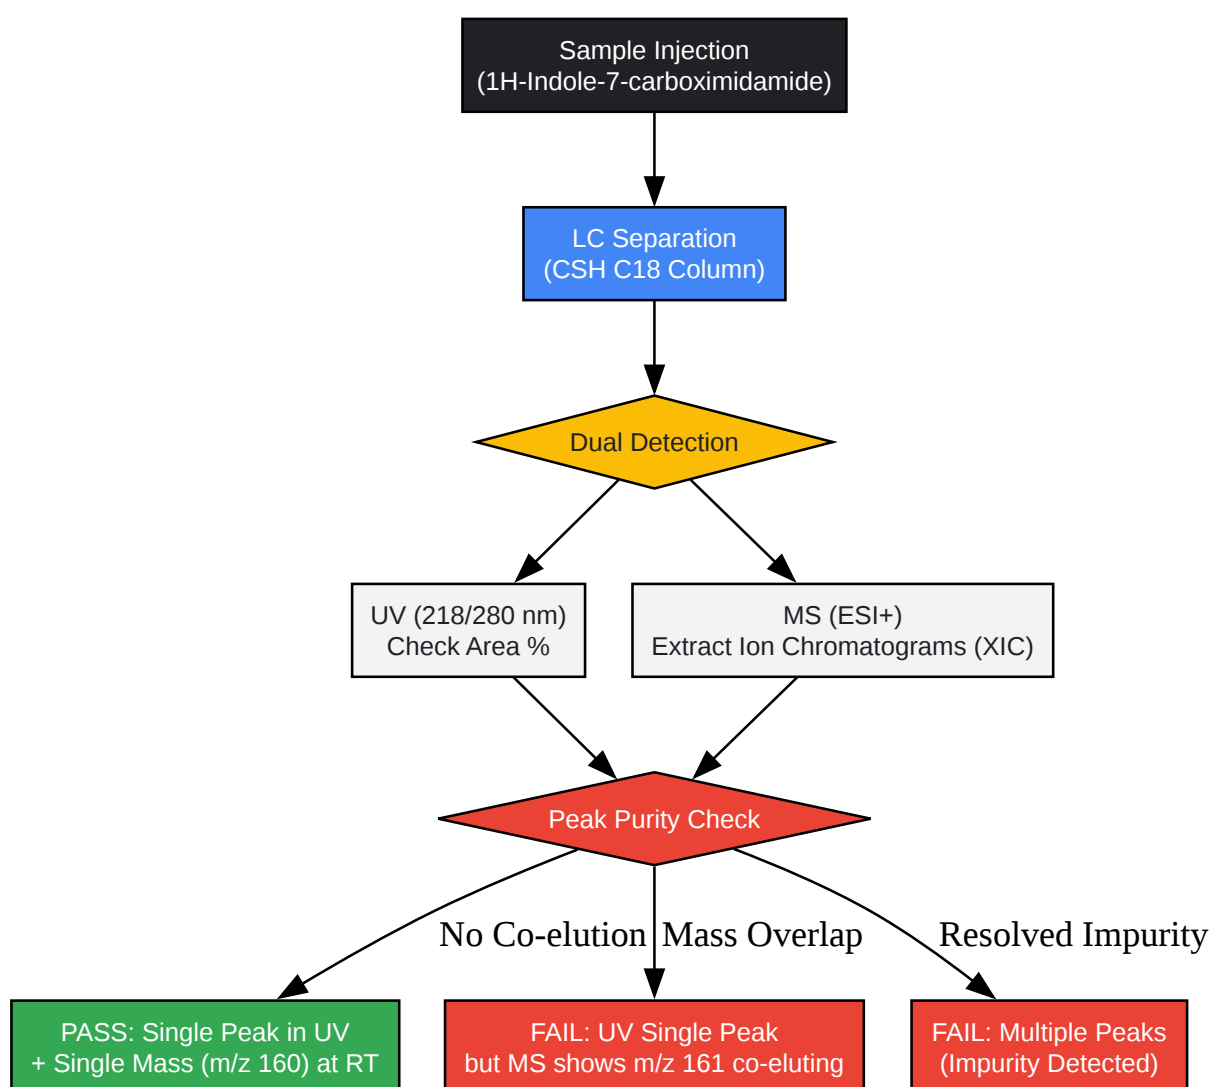 Sample Injection
(1H-Indole-7-carboximidamide)
LC Separation
(CSH C18 Column)
Dual Detection
UV (218/280 nm)
Check Area %
MS (ESI+)
Extract Ion Chromatograms (XIC)
Peak Purity Check
No Co-elution
Mass Overlap
Resolved Impurity
PASS: Single Peak in UV
+ Single Mass (m/z 160) at RT
FAIL: UV Single Peak
but MS shows m/z 161 co-eluting
FAIL: Multiple Peaks
(Impurity Detected)